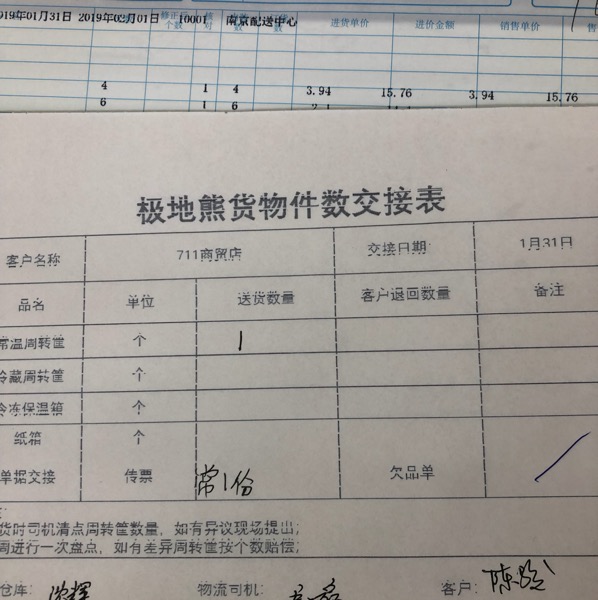 2019年01月31日 2019年02月01日 10001 南京配送中心
修正个数 核对 进货单价 进价金额 销售单价 售
4 1 4 3.94 15.76 3.94 15.76
6 1 6
极地熊货物件数交接表
客户名称 711商贸店 交接日期 1月31日
品名 单位 送货数量 客户退回数量 备注
常温周转筐 个 1
冷藏周转筐 个
冷冻保温箱 个
纸箱 个
单据交接 传票 常1份 欠品单
货时司机清点周转筐数量，如有异议现场提出；
周进行一次盘点，如有差异周转筐按个数赔偿；
仓库： 物流司机： 客户：陈